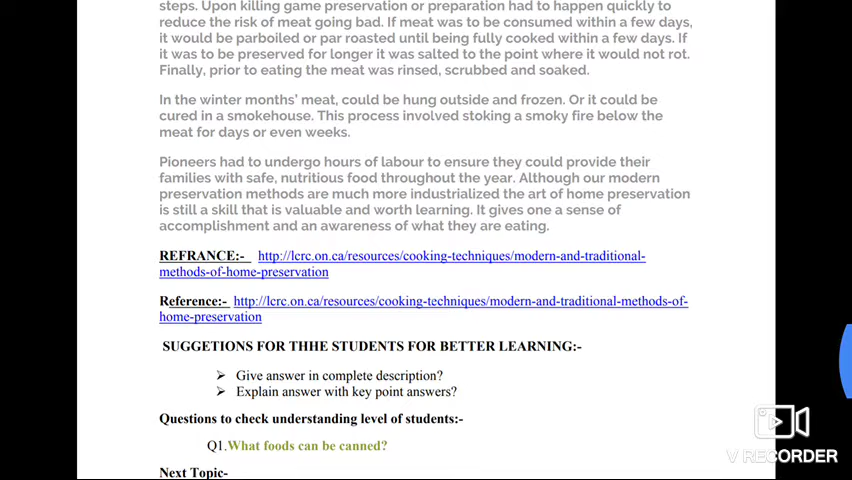 steps. Upon killing game preservation or preparation had to happen quickly to
reduce the risk of meat going bad. If meat was to be consumed within a few days,
it would be parboiled or par roasted until being fully cooked within a few days. If
it was to be preserved for longer it was salted to the point where it would not rot.
Finally, prior to eating the meat was rinsed, scrubbed and soaked.
In the winter months' meat, could be hung outside and frozen. Or it could be
cured in a smokehouse. This process involved stoking a smoky fire below the
meat for days or even weeks.
Pioneers had to undergo hours of labour to ensure they could provide their
families with safe, nutritious food throughout the year. Although our modern
preservation methods are much more industrialized the art of home preservation
is still a skill that is valuable and worth learning. It gives one a sense of
accomplishment and an awareness of what they are eating.
REFRANCE:- http://lcrc.on.ca/resources/cooking-techniques/modern-and-traditional-
methods-of-home-preservation
Reference:- http://lcrc.on.ca/resources/cooking-techniques/modern-and-traditional-methods-of-
home-preservation
SUGGETIONS FOR THHE STUDENTS FOR BETTER LEARNING:-
➢ Give answer in complete description?
➢ Explain answer with key point answers?
Questions to check understanding level of students:-
Q1.What foods can be canned?
Next Topic-
V RECORDER